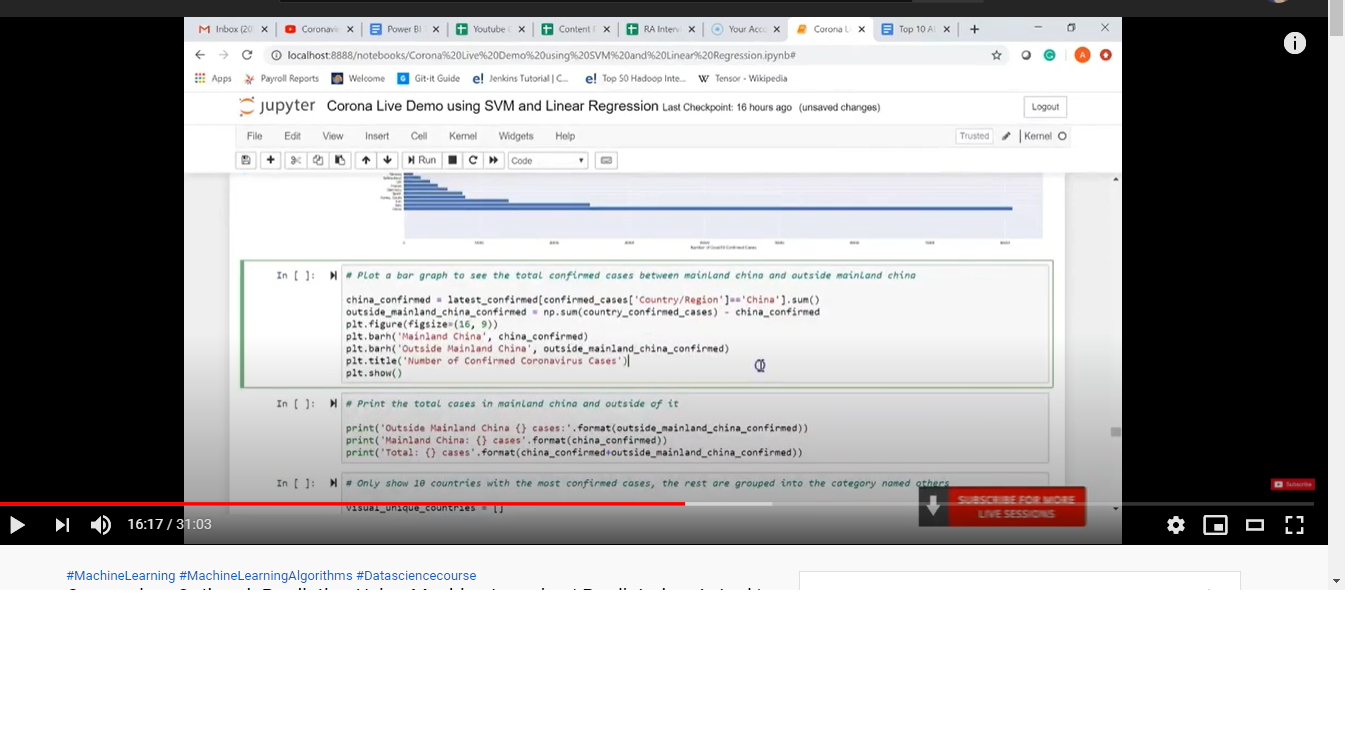 Inbox (20
Coronavi
Power BI
Youtube C
Content
RA Interv
Your Acco
Corona L
Top 10 A
localhost:8888/notebooks/Corona%20Live%20Demo%20using%20SVM%20and%20Linear%20Regression.ipynb#
Apps
Payroll Reports
Welcome
Git-it Guide
Jenkins Tutorial | C...
Top 50 Hadoop Inte...
Tensor - Wikipedia
jupyter Corona Live Demo using SVM and Linear Regression Last Checkpoint: 16 hours ago (unsaved changes)
Logout
File Edit View Insert Cell Kernel Widgets Help
Trusted
Kernel
Run
Code
Number of Covid19 Confirmed Cases
In [ ]:
# Plot a bar graph to see the total confirmed cases between mainland china and outside mainland china
china_confirmed = latest_confirmed[confirmed_cases['Country/Region']=='China'].sum()
outside_mainland_china_confirmed = np.sum(country_confirmed_cases) - china_confirmed
plt.figure(figsize=(16, 9))
plt.barh('Mainland China', china_confirmed)
plt.barh('Outside Mainland China', outside_mainland_china_confirmed)
plt.title('Number of Confirmed Coronavirus Cases')
plt.show()
In [ ]:
# Print the total cases in mainland china and outside of it
print('Outside Mainland China {} cases:'.format(outside_mainland_china_confirmed))
print('Mainland China: {} cases'.format(china_confirmed))
print('Total: {} cases'.format(china_confirmed+outside_mainland_china_confirmed))
In [ ]:
# Only show 10 countries with the most confirmed cases, the rest are grouped into the category named others
visual_unique_countries = []
SUBSCRIBE FOR MORE
LIVE SESSIONS
Subscribe
16:17 / 31:03
#MachineLearning #MachineLearningAlgorithms #Datasciencecourse